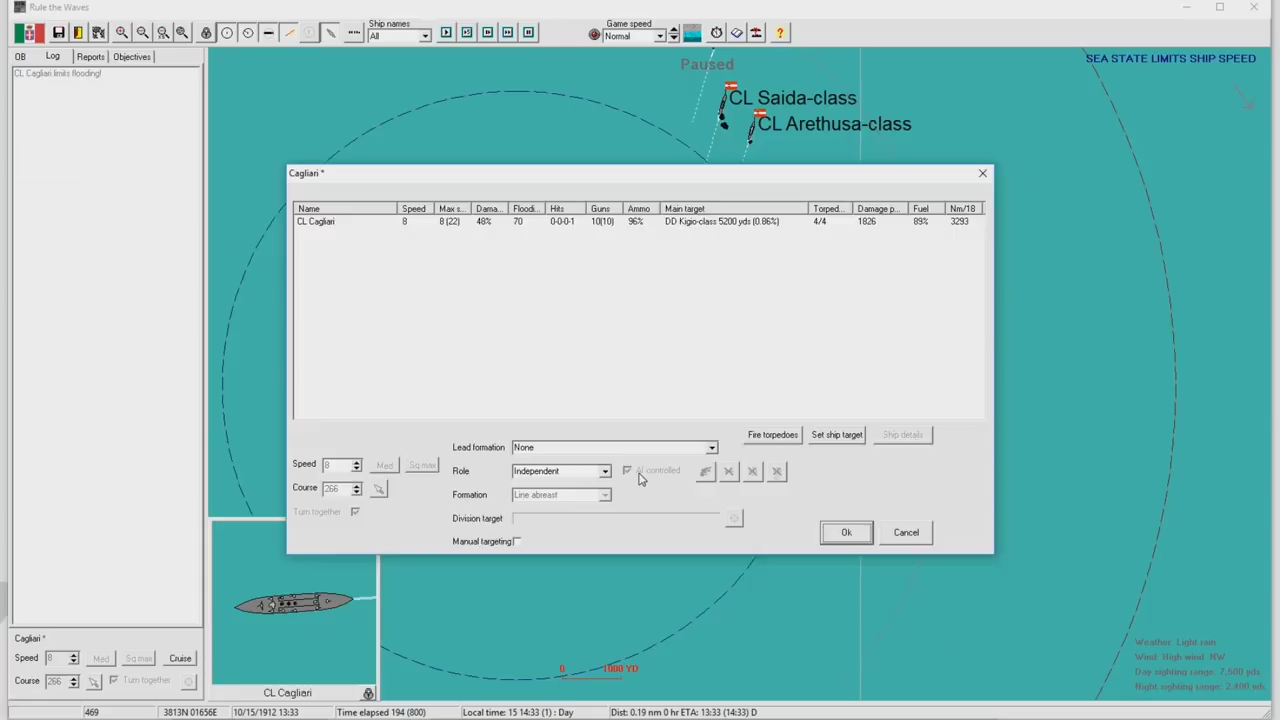 Rule the Waves
Ship names
All
Game speed
Normal
OB Log Reports Objectives
CL Cagliari limits flooding!
Paused
SEA STATE LIMITS SHIP SPEED
CL Saida-class
CL Arethusa-class
Cagliari *
Name Speed Max s... Dama... Floodi... Hits Guns Ammo Main target Torped... Damage p... Fuel Nm/18
CL Cagliari 8 8 (22) 48% 70 0-0-0-1 10(10) 96% DD Kigio-class 5200 yds (0.86%) 4/4 1826 89% 3293
Fire torpedoes Set ship target Ship details
Lead formation None
Speed 8 Med Sq max
Role Independent AI controlled
Course 266
Formation Line abreast
Turn together
Division target
Manual targeting
Ok Cancel
Cagliari *
Speed 8 Med Sq max Cruise
Course 266 Turn together
CL Cagliari
0 1000 YD
Weather: Light rain
Wind: High wind NW
Day sighting range: 7,500 yds
Night sighting range: 2,400 yds
469 3813N 01656E 10/15/1912 13:33 Time elapsed 194 (800) Local time: 15 14:33 (1) : Day Dist: 0.19 nm 0 hr ETA: 13:33 (14:33) D